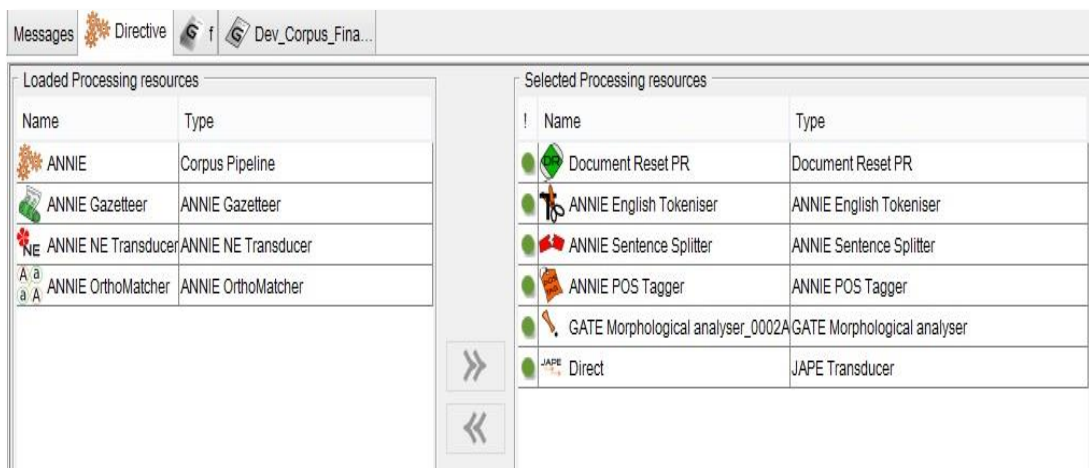 Messages Directive f Dev_Corpus_Fina...
Loaded Processing resources
Name Type
ANNIE Corpus Pipeline
ANNIE Gazetteer ANNIE Gazetteer
NE ANNIE NE Transducer ANNIE NE Transducer
ANNIE OrthoMatcher ANNIE OrthoMatcher
Selected Processing resources
! Name Type
DR Document Reset PR Document Reset PR
ANNIE English Tokeniser ANNIE English Tokeniser
ANNIE Sentence Splitter ANNIE Sentence Splitter
ANNIE POS Tagger ANNIE POS Tagger
GATE Morphological analyser_0002A GATE Morphological analyser
JAPE Direct JAPE Transducer